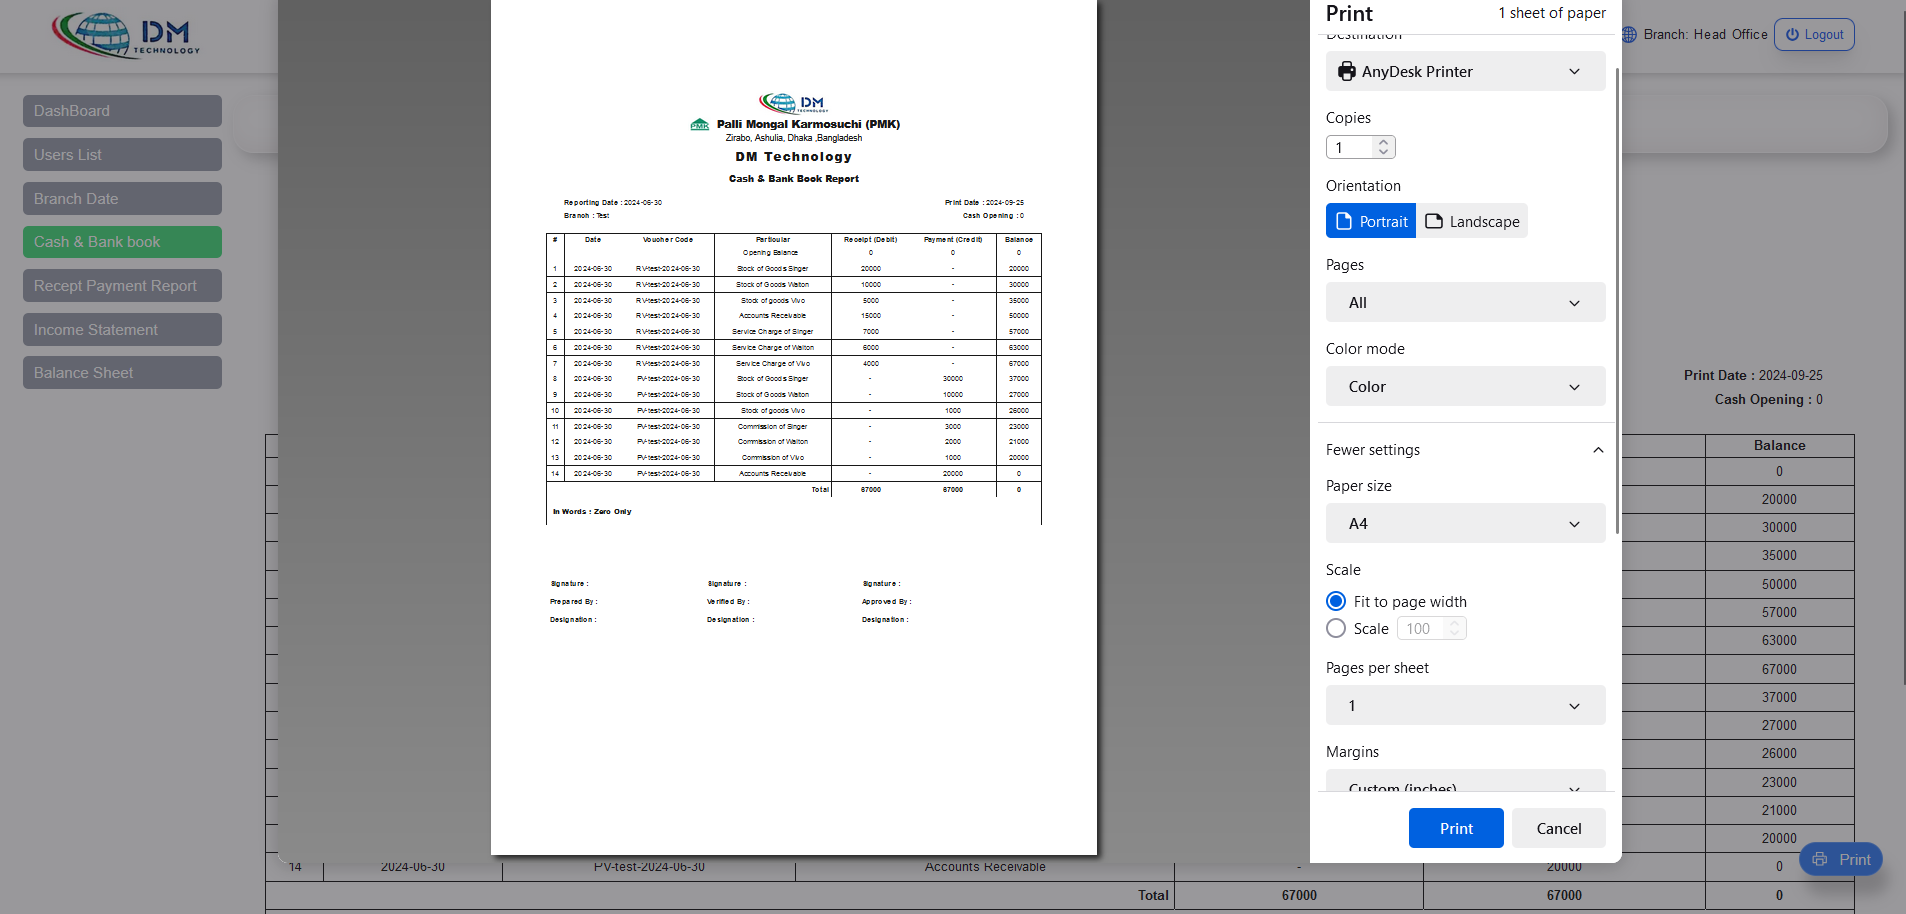 DM
TECHNOLOGY
Branch: Head Office
Logout
DashBoard
Users List
Branch Date
Cash & Bank book
Recept Payment Report
Income Statement
Balance Sheet
DM
TECHNOLOGY
PMK Palli Mongal Karmosuchi (PMK)
Zirabo, Ashulia, Dhaka ,Bangladesh
DM Technology
Cash & Bank Book Report
Reporting Date : 2024-06-30 Print Date : 2024-09-25
Branch : Test Cash Opening : 0
# Date Voucher Code Particular Receipt (Debit) Payment (Credit) Balance
Opening Balance 0 0 0
1 2024-06-30 RV-test-2024-06-30 Stock of Goods Singer 20000 - 20000
2 2024-06-30 RV-test-2024-06-30 Stock of Goods Walton 10000 - 30000
3 2024-06-30 RV-test-2024-06-30 Stock of goods Vivo 5000 - 35000
4 2024-06-30 RV-test-2024-06-30 Accounts Receivable 15000 - 50000
5 2024-06-30 RV-test-2024-06-30 Service Charge of Singer 7000 - 57000
6 2024-06-30 RV-test-2024-06-30 Service Charge of Walton 6000 - 63000
7 2024-06-30 RV-test-2024-06-30 Service Charge of Vivo 4000 - 67000
8 2024-06-30 PV-test-2024-06-30 Stock of Goods Singer - 30000 37000
9 2024-06-30 PV-test-2024-06-30 Stock of Goods Walton - 10000 27000
10 2024-06-30 PV-test-2024-06-30 Stock of goods Vivo - 1000 26000
11 2024-06-30 PV-test-2024-06-30 Commission of Singer - 3000 23000
12 2024-06-30 PV-test-2024-06-30 Commission of Walton - 2000 21000
13 2024-06-30 PV-test-2024-06-30 Commission of Vivo - 1000 20000
14 2024-06-30 PV-test-2024-06-30 Accounts Receivable - 20000 0
Total 67000 67000 0
In Words : Zero Only
Signature : Signature : Signature :
Prepared By : Verified By : Approved By :
Designation : Designation : Designation :
Print 1 sheet of paper
Destination
AnyDesk Printer
Copies
1
Orientation
Portrait Landscape
Pages
All
Color mode
Color
Fewer settings
Paper size
A4
Scale
Fit to page width
Scale 100
Pages per sheet
1
Margins
Custom (inches)
Print Cancel
Print Date : 2024-09-25
Cash Opening : 0
Balance
0
20000
30000
35000
50000
57000
63000
67000
37000
27000
26000
23000
21000
20000
14 2024-06-30 PV-test-2024-06-30 Accounts Receivable - 20000 0
Print
Total 67000 67000 0